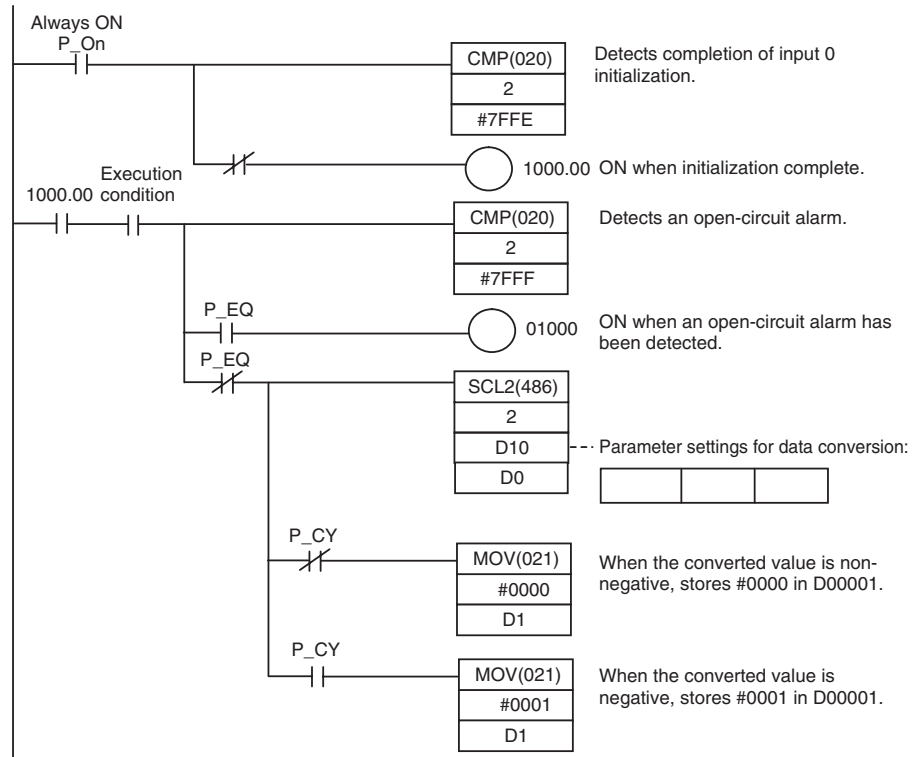 Always ON
P_On
CMP(020)
2
#7FFE
Detects completion of input 0
initialization.
1000.00
ON when initialization complete.
Execution
1000.00 condition
CMP(020)
2
#7FFF
Detects an open-circuit alarm.
P_EQ
01000
ON when an open-circuit alarm has
been detected.
P_EQ
SCL2(486)
2
D10
D0
Parameter settings for data conversion:
P_CY
MOV(021)
#0000
D1
When the converted value is non-
negative, stores #0000 in D00001.
P_CY
MOV(021)
#0001
D1
When the converted value is
negative, stores #0001 in D00001.